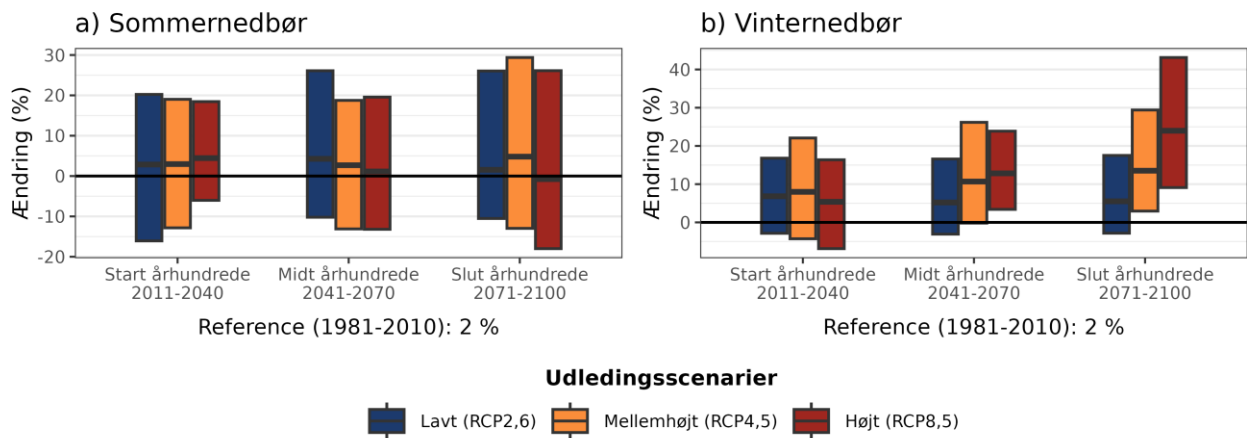 a) Sommernedbør
Ændring (%)
30
20
10
0
-10
-20
Start århundrede
2011-2040
Midt århundrede
2041-2070
Slut århundrede
2071-2100
Reference (1981-2010): 2 %
b) Vinternedbør
Ændring (%)
40
30
20
10
0
Start århundrede
2011-2040
Midt århundrede
2041-2070
Slut århundrede
2071-2100
Reference (1981-2010): 2 %
Udledingsscenarier
Lavt (RCP2,6)
Mellemhøjt (RCP4,5)
Højt (RCP8,5)